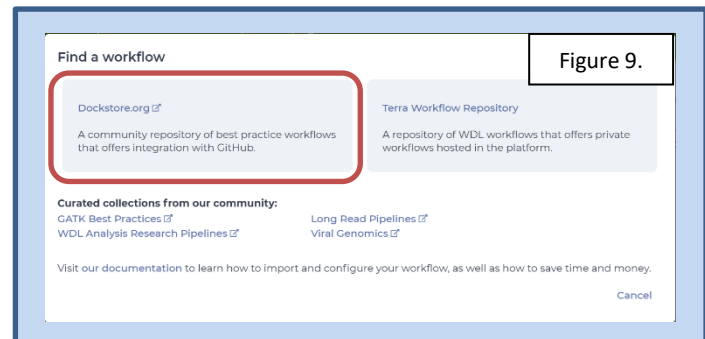 Find a workflow
Figure 9.
Dockstore.org
A community repository of best practice workflows
that offers integration with GitHub.
Terra Workflow Repository
A repository of WDL workflows that offers private
workflows hosted in the platform.
Curated collections from our community:
GATK Best Practices
WDL Analysis Research Pipelines
Long Read Pipelines
Viral Genomics
Visit our documentation to learn how to import and configure your workflow, as well as how to save time and money.
Cancel